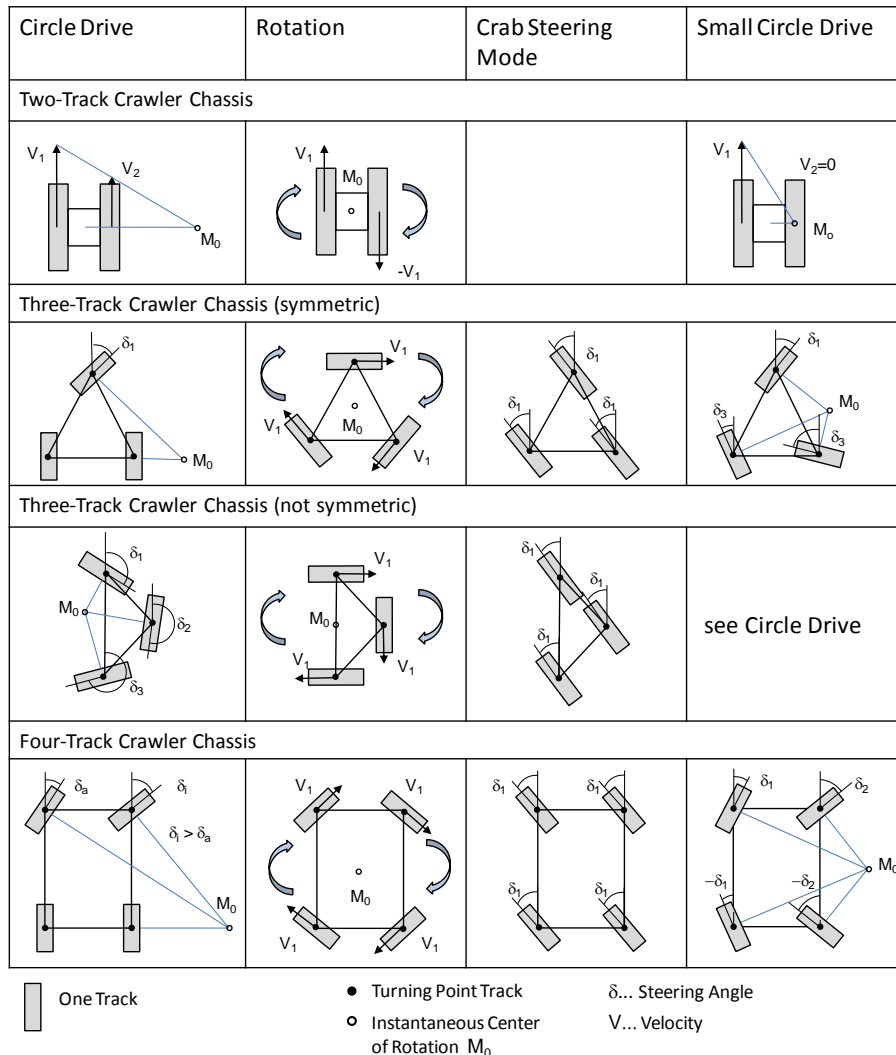 Circle Drive
Rotation
Crab Steering
Mode
Small Circle Drive
Two-Track Crawler Chassis
V1
V2
M0
V1
M0
-V1
V1
V2=0
Mo
Three-Track Crawler Chassis (symmetric)
δ1
M0
V1
M0
V1
V1
δ1
δ1
δ1
δ1
M0
δ3
δ3
Three-Track Crawler Chassis (not symmetric)
δ1
M0
δ2
δ3
V1
M0
V1
V1
δ1
δ1
δ1
see Circle Drive
Four-Track Crawler Chassis
δa
δi
δi > δa
M0
V1
V1
M0
V1
V1
δ1
δ1
δ1
δ1
δ1
δ2
M0
−δ1
−δ2
One Track
Turning Point Track
Instantaneous Center
of Rotation M0
δ... Steering Angle
V... Velocity